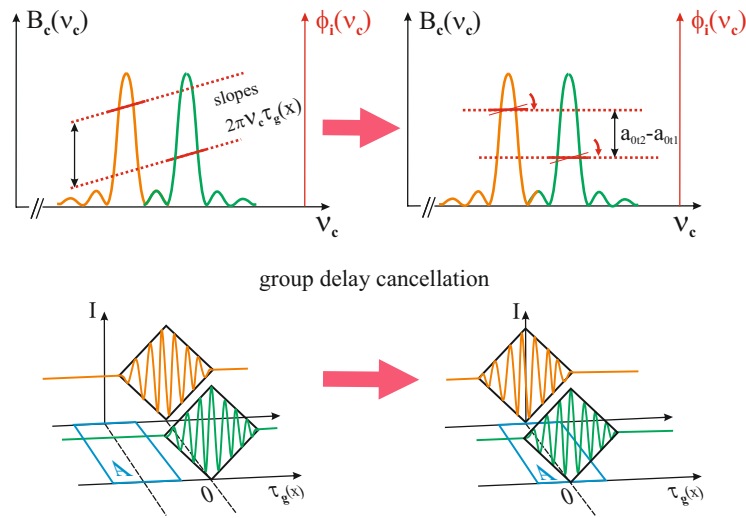 B_c(ν_c)
ϕ_i(ν_c)
slopes
2πν_cτ_g(x)
ν_c
B_c(ν_c)
ϕ_i(ν_c)
a_0t2-a_0t1
ν_c
group delay cancellation
I
A
0
τ_g(x)
I
A
0
τ_g(x)